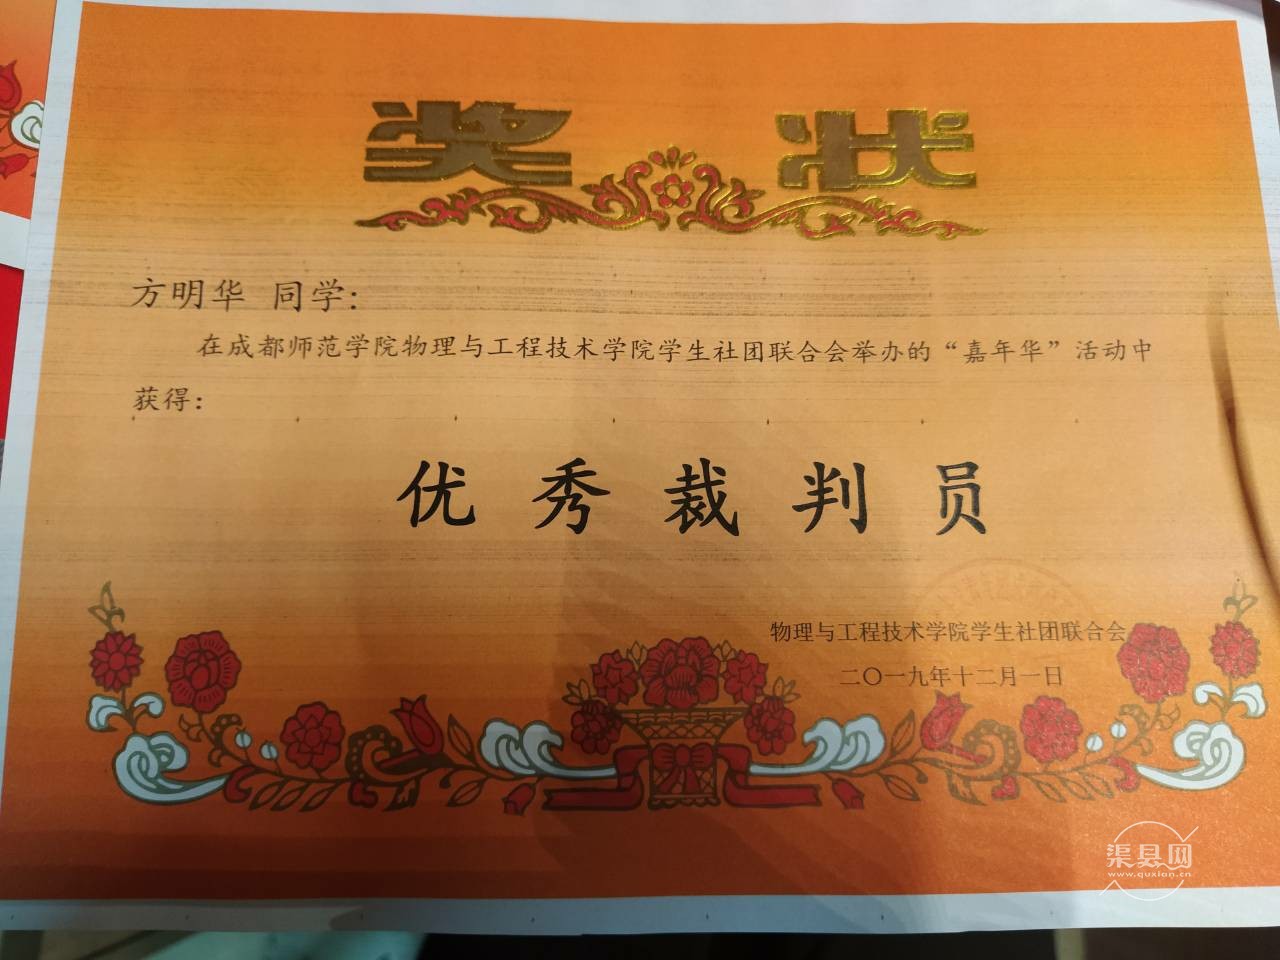 奖状
方明华 同学：
在成都师范学院物理与工程技术学院学生社团联合会举办的“嘉年华”活动中
获得：
优秀裁判员
物理与工程技术学院学生社团联合会
二〇一九年十二月一日
渠县网
www.quxian.cn